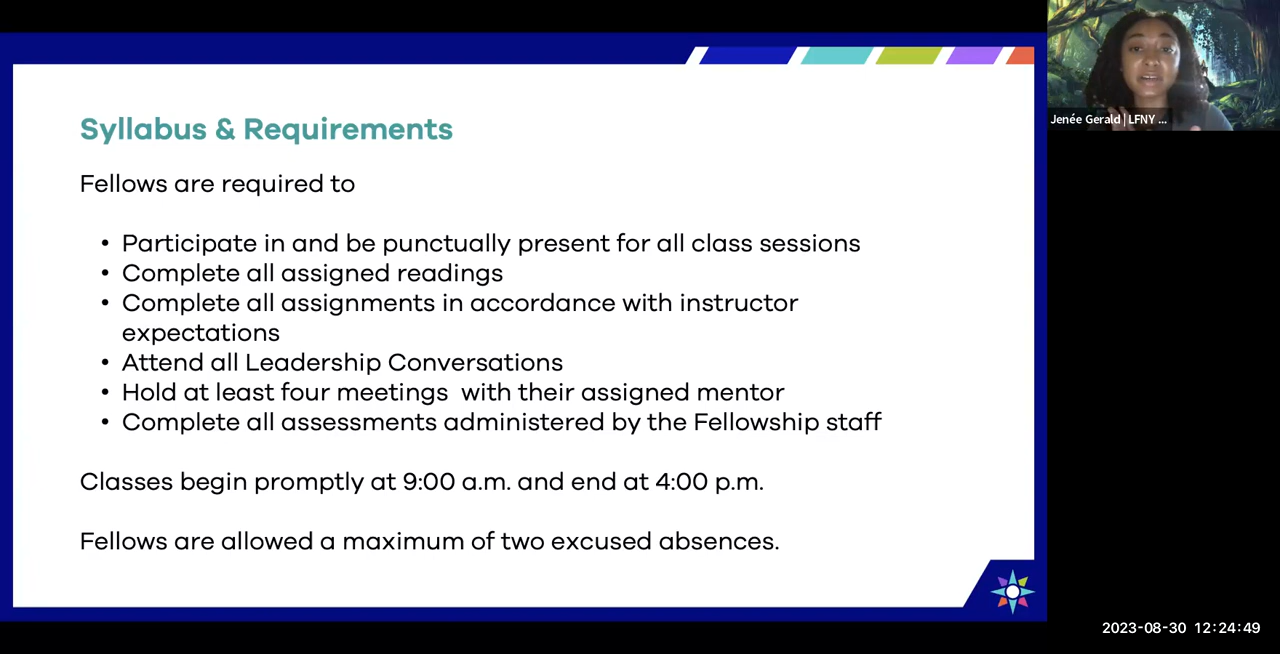 Syllabus & Requirements
Fellows are required to
• Participate in and be punctually present for all class sessions
• Complete all assigned readings
• Complete all assignments in accordance with instructor
expectations
• Attend all Leadership Conversations
• Hold at least four meetings  with their assigned mentor
• Complete all assessments administered by the Fellowship staff
Classes begin promptly at 9:00 a.m. and end at 4:00 p.m.
Fellows are allowed a maximum of two excused absences.
Jenée Gerald | LFNY ...
2023-08-30 12:24:49